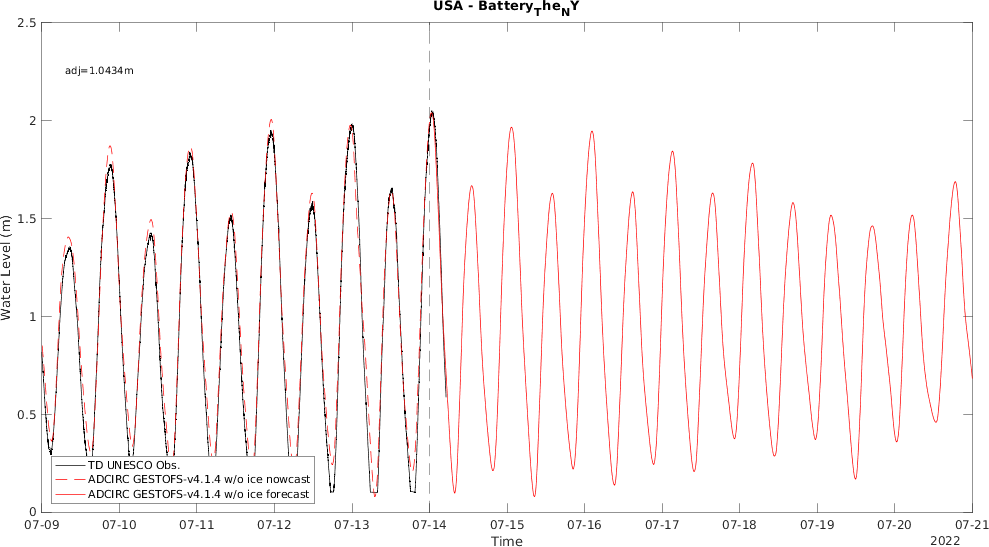 USA - BatteryTheNY
adj=1.0434m
Water Level (m)
2.5
2
1.5
1
0.5
0
TD UNESCO Obs.
ADCIRC GESTOFS-v4.1.4 w/o ice nowcast
ADCIRC GESTOFS-v4.1.4 w/o ice forecast
07-09 07-10 07-11 07-12 07-13 07-14 07-15 07-16 07-17 07-18 07-19 07-20 07-21
Time
2022